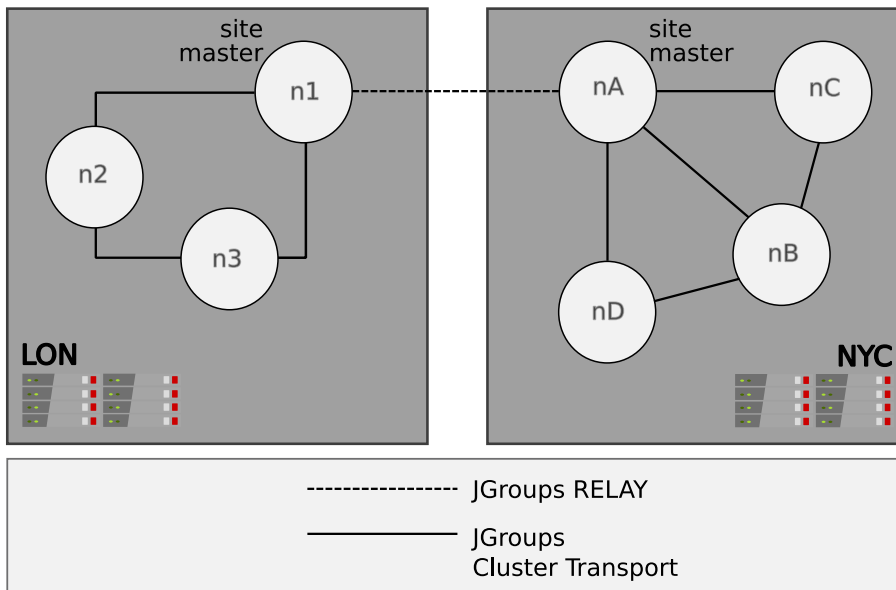 site
master
n1
n2
n3
LON
site
master
nA
nC
nB
nD
NYC
JGroups RELAY
JGroups
Cluster Transport